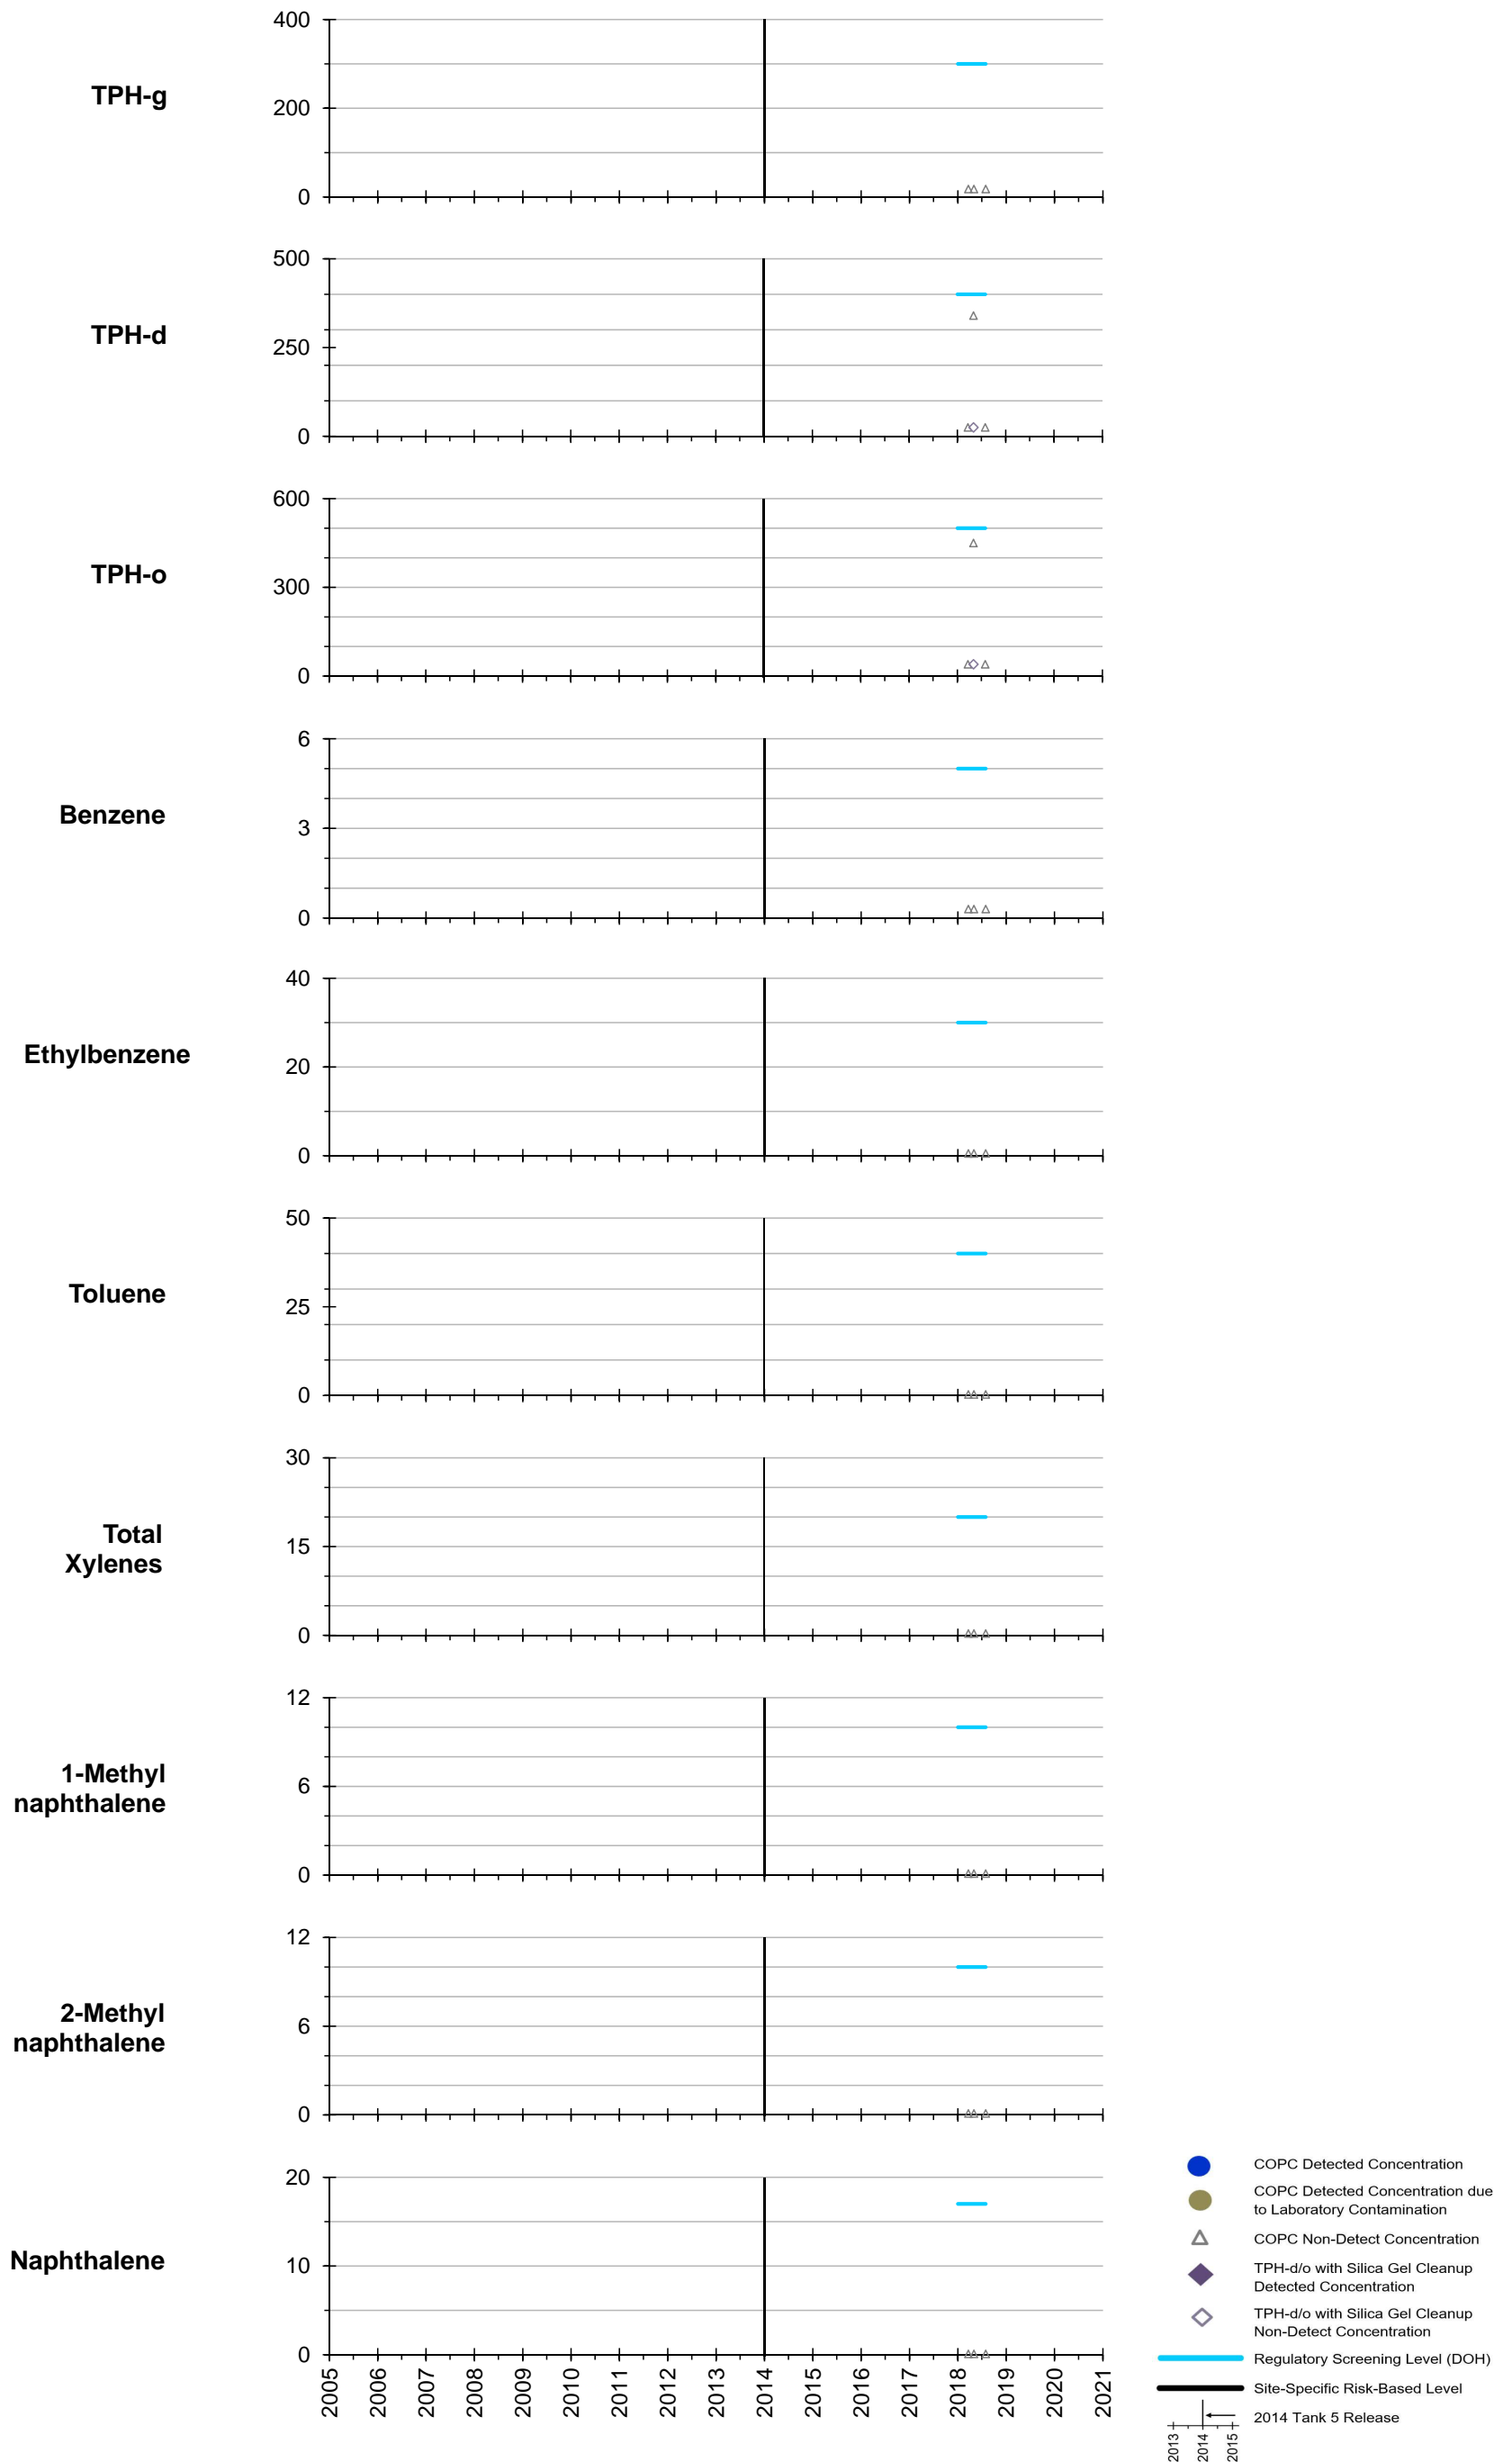 400
TPH-g
200
0
500
TPH-d
250
0
600
TPH-o
300
0
6
Benzene
3
0
40
Ethylbenzene
20
0
50
Toluene
25
0
30
Total
Xylenes
15
0
12
1-Methyl
naphthalene
6
0
12
2-Methyl
naphthalene
6
0
20
Naphthalene
10
0
2005 2006 2007 2008 2009 2010 2011 2012 2013 2014 2015 2016 2017 2018 2019 2020 2021
COPC Detected Concentration
COPC Detected Concentration due
to Laboratory Contamination
COPC Non-Detect Concentration
TPH-d/o with Silica Gel Cleanup
Detected Concentration
TPH-d/o with Silica Gel Cleanup
Non-Detect Concentration
Regulatory Screening Level (DOH)
Site-Specific Risk-Based Level
2014 Tank 5 Release
2013 2014 2015